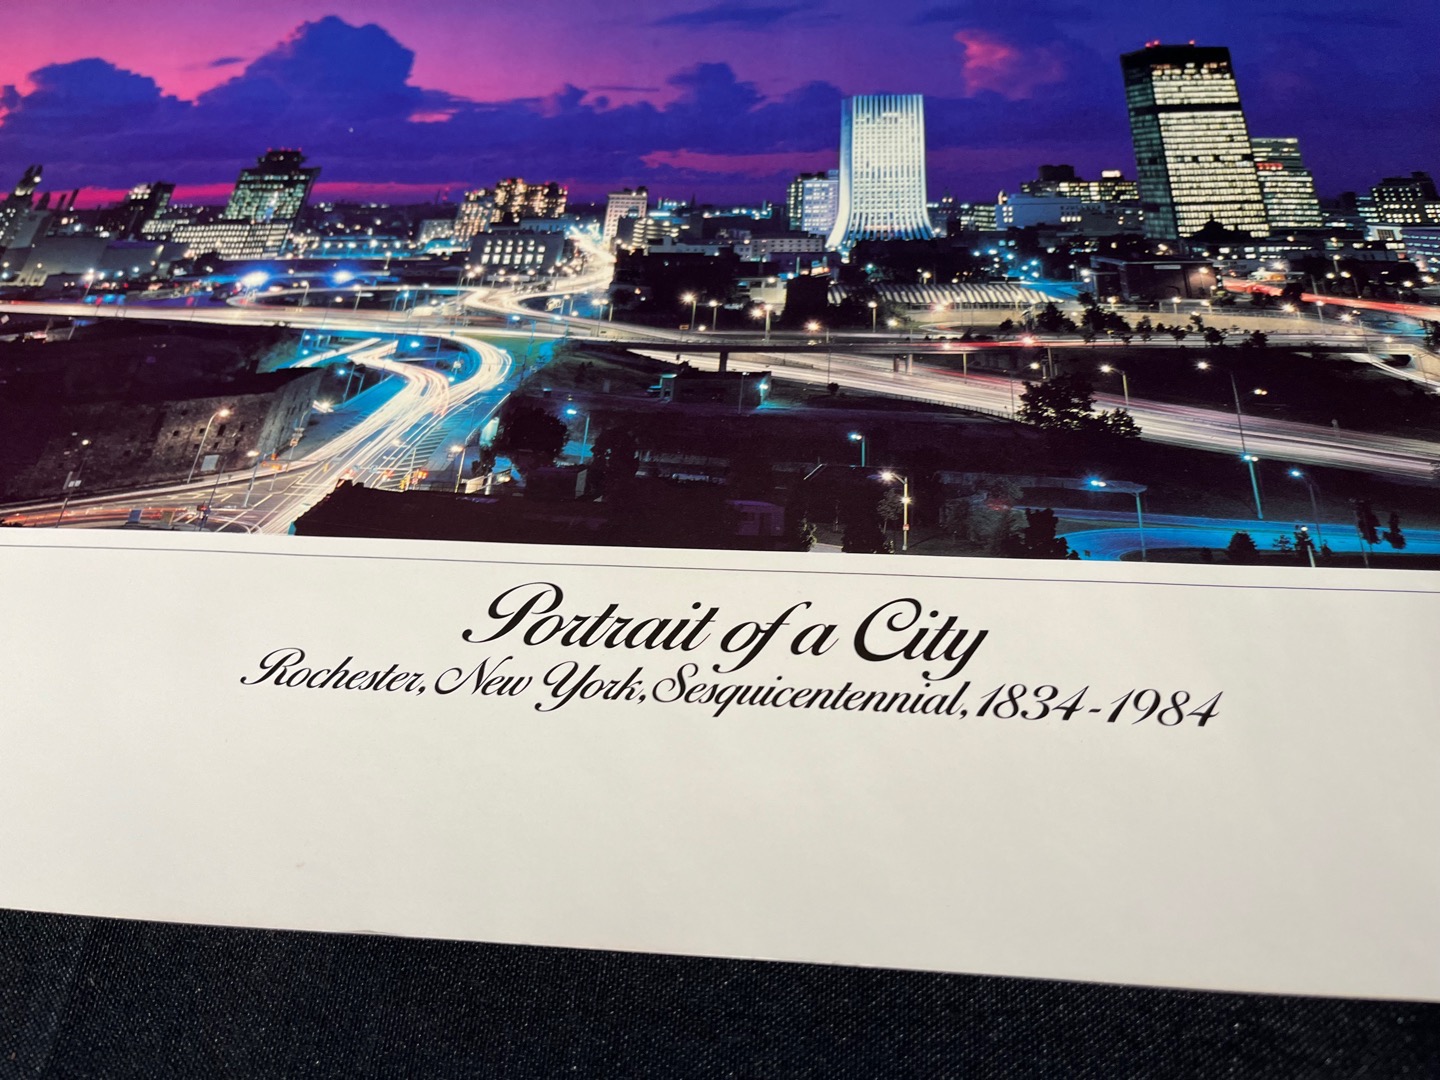 Portrait of a City
Rochester, New York, Sesquicentennial, 1834-1984